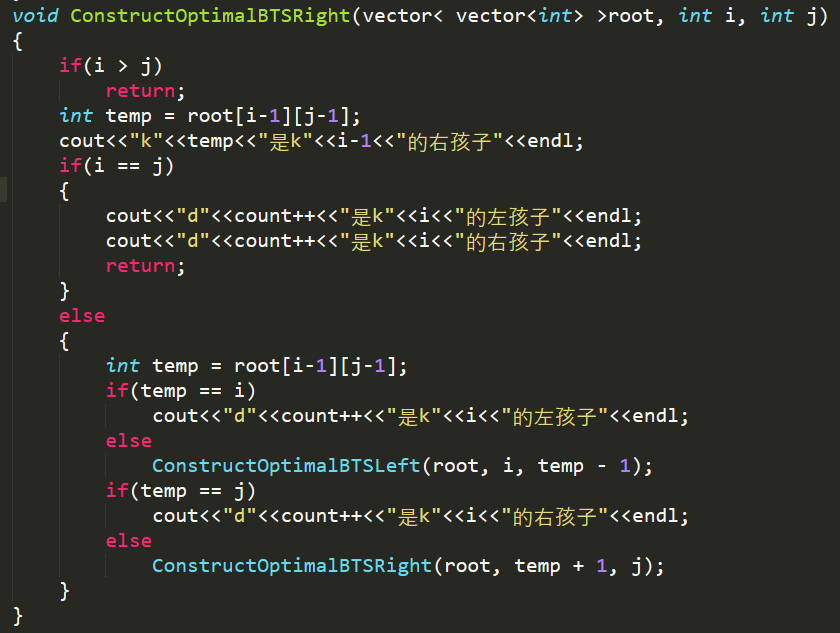 void ConstructOptimalBTSRight(vector< vector<int> >root, int i, int j)
{
    if(i > j)
        return;
    int temp = root[i-1][j-1];
    cout<<"k"<<temp<<"是k"<<i-1<<"的右孩子"<<endl;
    if(i == j)
    {
        cout<<"d"<<count++<<"是k"<<i<<"的左孩子"<<endl;
        cout<<"d"<<count++<<"是k"<<i<<"的右孩子"<<endl;
        return;
    }
    else
    {
        int temp = root[i-1][j-1];
        if(temp == i)
            cout<<"d"<<count++<<"是k"<<i<<"的左孩子"<<endl;
        else
            ConstructOptimalBTSLeft(root, i, temp - 1);
        if(temp == j)
            cout<<"d"<<count++<<"是k"<<i<<"的右孩子"<<endl;
        else
            ConstructOptimalBTSRight(root, temp + 1, j);
    }
}